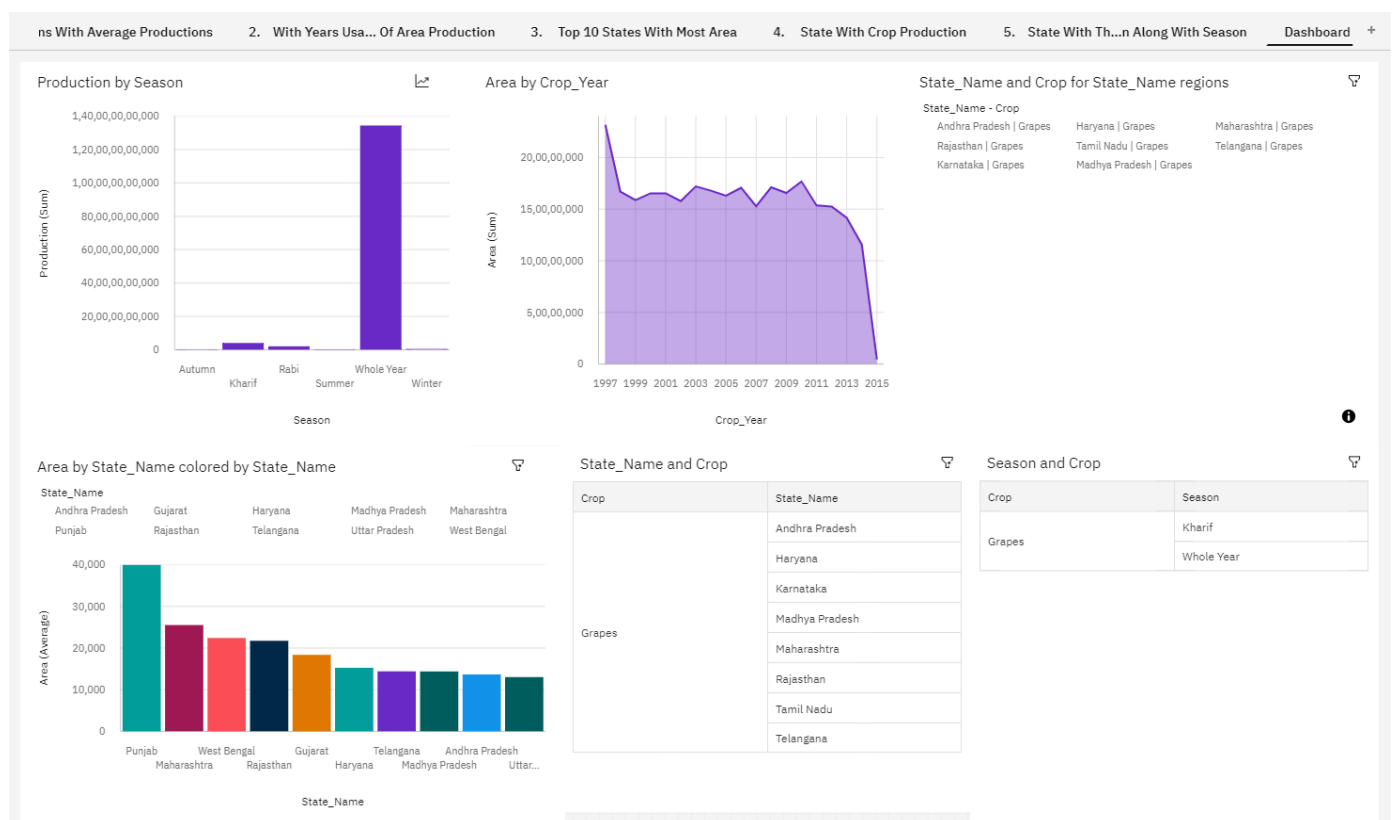 ns With Average Productions 2. With Years Usa... Of Area Production 3. Top 10 States With Most Area 4. State With Crop Production 5. State With Th...n Along With Season Dashboard +
Production by Season
1,40,00,00,00,000
1,20,00,00,00,000
1,00,00,00,00,000
80,00,00,00,000
60,00,00,00,000
40,00,00,00,000
20,00,00,00,000
0
Production (Sum)
Autumn Rabi Whole Year
Kharif Summer Winter
Season
Area by Crop_Year
20,00,00,000
15,00,00,000
10,00,00,000
5,00,00,000
0
Area (Sum)
1997 1999 2001 2003 2005 2007 2009 2011 2013 2015
Crop_Year
State_Name and Crop for State_Name regions
State_Name - Crop
Andhra Pradesh | Grapes Haryana | Grapes Maharashtra | Grapes
Rajasthan | Grapes Tamil Nadu | Grapes Telangana | Grapes
Karnataka | Grapes Madhya Pradesh | Grapes
Area by State_Name colored by State_Name
State_Name
Andhra Pradesh Gujarat Haryana Madhya Pradesh Maharashtra
Punjab Rajasthan Telangana Uttar Pradesh West Bengal
40,000
30,000
20,000
10,000
0
Area (Average)
Punjab West Bengal Gujarat Telangana Andhra Pradesh
Maharashtra Rajasthan Haryana Madhya Pradesh Uttar...
State_Name
State_Name and Crop
Crop State_Name
Grapes
Andhra Pradesh
Haryana
Karnataka
Madhya Pradesh
Maharashtra
Rajasthan
Tamil Nadu
Telangana
Season and Crop
Crop Season
Grapes
Kharif
Whole Year